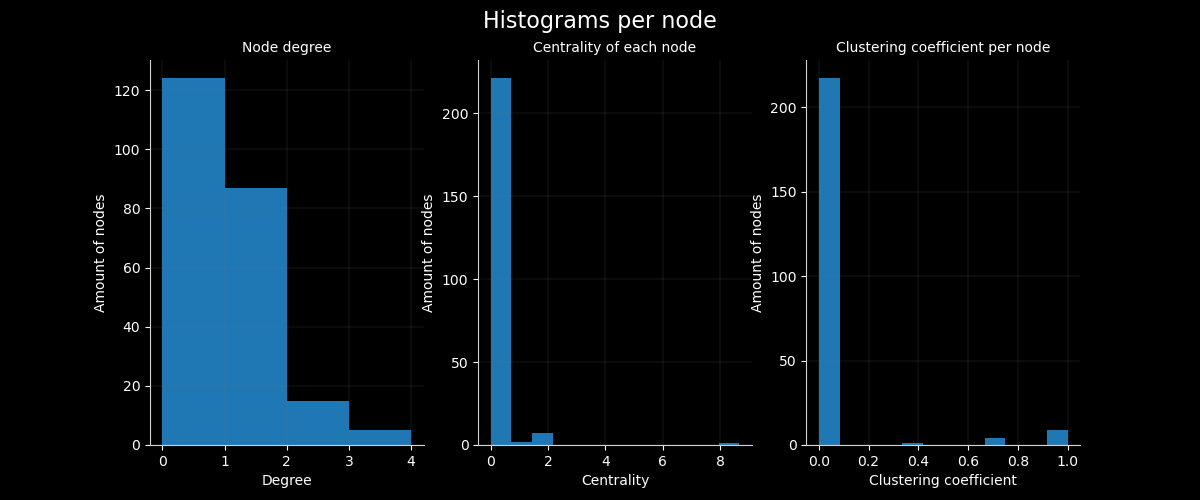 Histograms per node
Node degree
120
100
80
60
40
20
0
0 1 2 3 4
Amount of nodes
Degree
Centrality of each node
200
150
100
50
0
0 2 4 6 8
Amount of nodes
Centrality
Clustering coefficient per node
200
150
100
50
0
0.0 0.2 0.4 0.6 0.8 1.0
Amount of nodes
Clustering coefficient